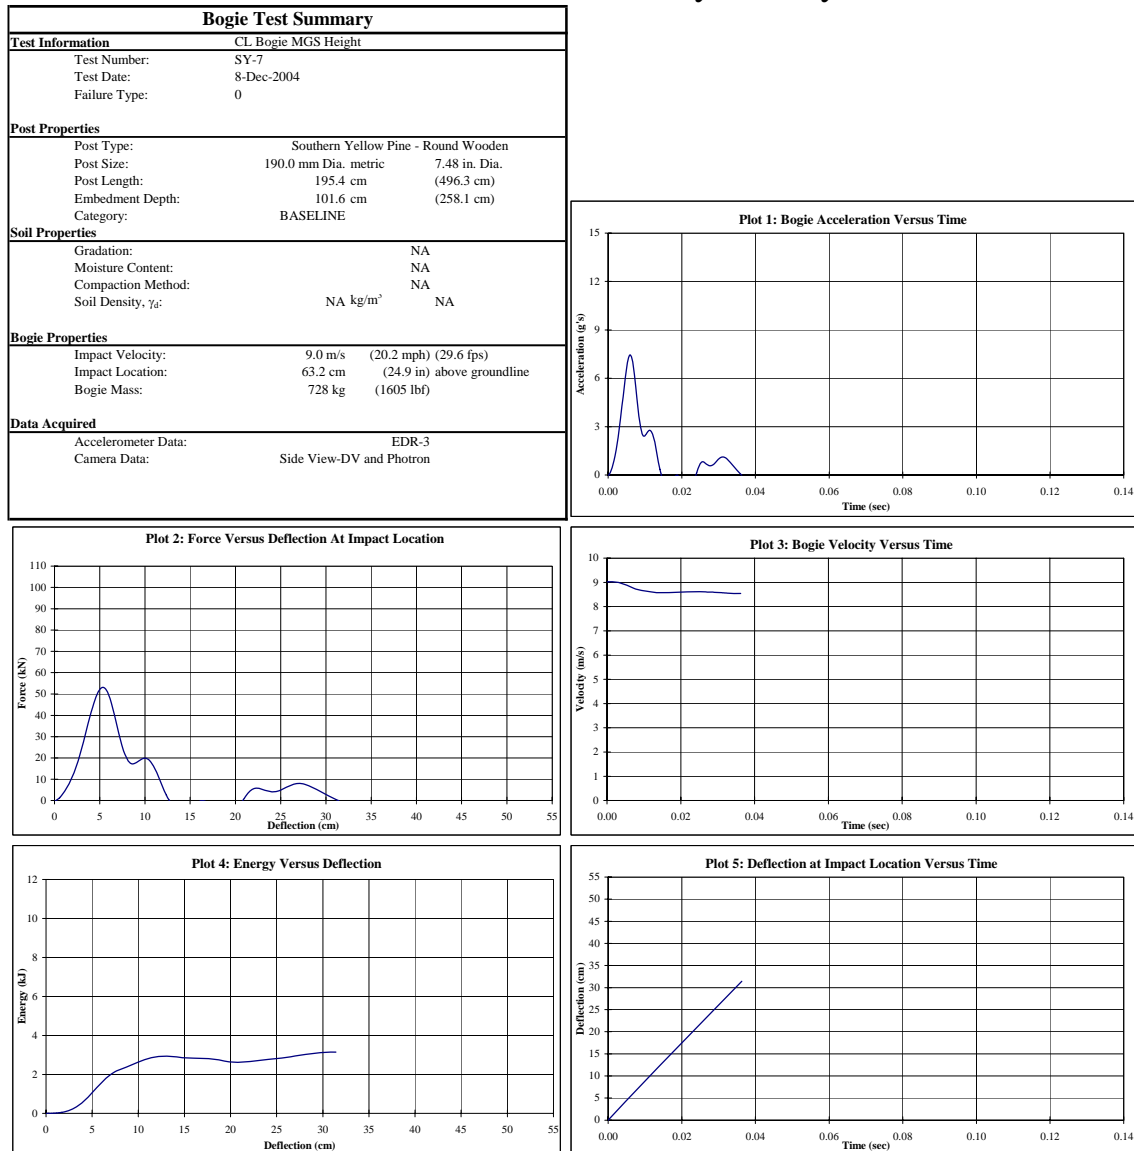 Bogie Test Summary
Test Information CL Bogie MGS Height
Test Number: SY-7
Test Date: 8-Dec-2004
Failure Type: 0
Post Properties
Post Type: Southern Yellow Pine - Round Wooden
Post Size: 190.0 mm Dia. metric 7.48 in. Dia.
Post Length: 195.4 cm (496.3 cm)
Embedment Depth: 101.6 cm (258.1 cm)
Category: BASELINE
Soil Properties
Gradation: NA
Moisture Content: NA
Compaction Method: NA
Soil Density, γd: NA kg/m³ NA
Bogie Properties
Impact Velocity: 9.0 m/s (20.2 mph) (29.6 fps)
Impact Location: 63.2 cm (24.9 in) above groundline
Bogie Mass: 728 kg (1605 lbf)
Data Acquired
Accelerometer Data: EDR-3
Camera Data: Side View-DV and Photron
Plot 1: Bogie Acceleration Versus Time
15
12
9
6
3
0
Acceleration (g's)
0.00 0.02 0.04 0.06 0.08 0.10 0.12 0.14
Time (sec)
Plot 2: Force Versus Deflection At Impact Location
110
100
90
80
70
60
50
40
30
20
10
0
Force (kN)
0 5 10 15 20 25 30 35 40 45 50 55
Deflection (cm)
Plot 3: Bogie Velocity Versus Time
10
9
8
7
6
5
4
3
2
1
0
Velocity (m/s)
0.00 0.02 0.04 0.06 0.08 0.10 0.12 0.14
Time (sec)
Plot 4: Energy Versus Deflection
12
10
8
6
4
2
0
Energy (kJ)
0 5 10 15 20 25 30 35 40 45 50 55
Deflection (cm)
Plot 5: Deflection at Impact Location Versus Time
55
50
45
40
35
30
25
20
15
10
5
0
Deflection (cm)
0.00 0.02 0.04 0.06 0.08 0.10 0.12 0.14
Time (sec)